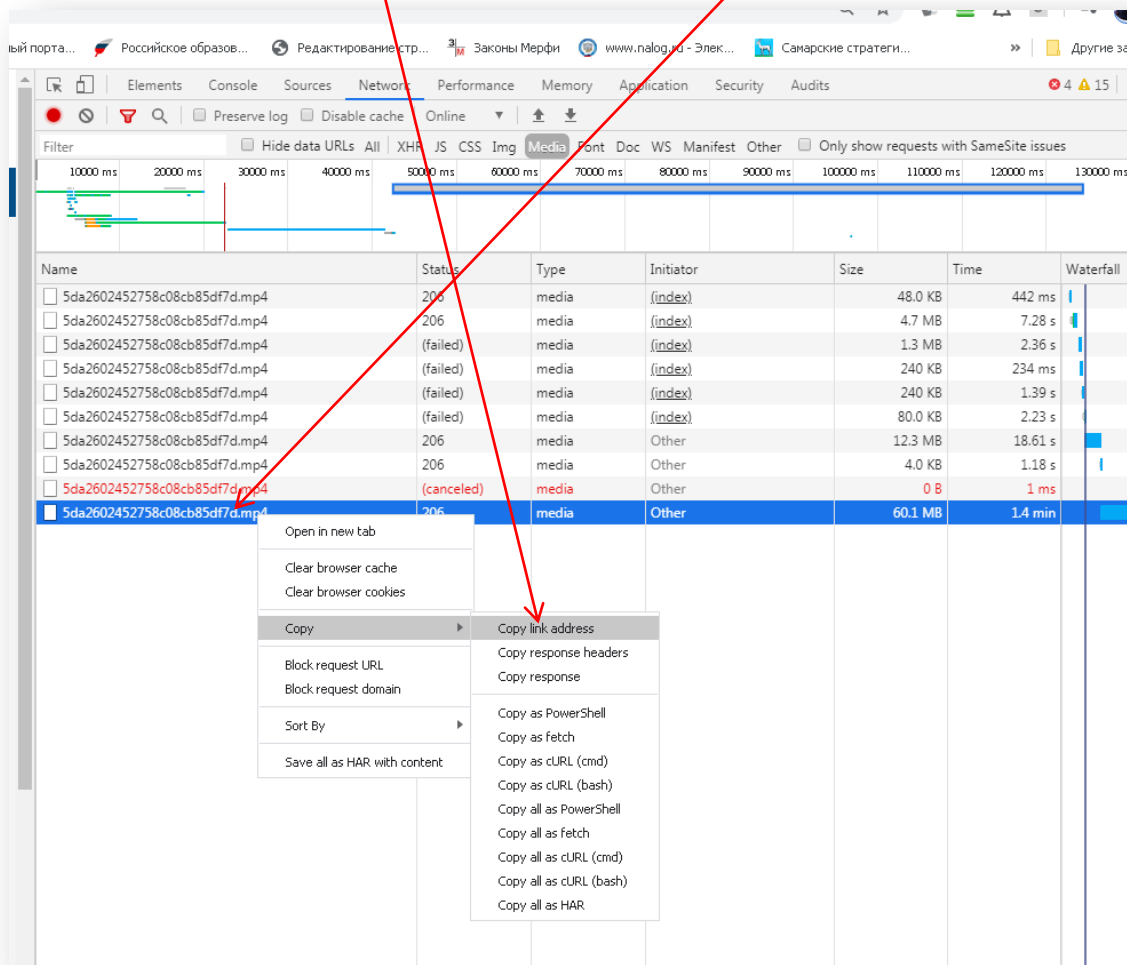 ый порта... Российское образов... Редактирование стр... Законы Мерфи www.nalog.ru - Элек... Самарские стратеги... » Другие за
Elements Console Sources Network Performance Memory Application Security Audits 4 15
Preserve log Disable cache Online
Filter Hide data URLs All XHR JS CSS Img Media Font Doc WS Manifest Other Only show requests with SameSite issues
10000 ms 20000 ms 30000 ms 40000 ms 50000 ms 60000 ms 70000 ms 80000 ms 90000 ms 100000 ms 110000 ms 120000 ms 130000 ms
Name Status Type Initiator Size Time Waterfall
5da2602452758c08cb85df7d.mp4 206 media (index) 48.0 KB 442 ms
5da2602452758c08cb85df7d.mp4 206 media (index) 4.7 MB 7.28 s
5da2602452758c08cb85df7d.mp4 (failed) media (index) 1.3 MB 2.36 s
5da2602452758c08cb85df7d.mp4 (failed) media (index) 240 KB 234 ms
5da2602452758c08cb85df7d.mp4 (failed) media (index) 240 KB 1.39 s
5da2602452758c08cb85df7d.mp4 (failed) media (index) 80.0 KB 2.23 s
5da2602452758c08cb85df7d.mp4 206 media Other 12.3 MB 18.61 s
5da2602452758c08cb85df7d.mp4 206 media Other 4.0 KB 1.18 s
5da2602452758c08cb85df7d.mp4 (canceled) media Other 0 B 1 ms
5da2602452758c08cb85df7d.mp4 206 media Other 60.1 MB 1.4 min
Open in new tab
Clear browser cache
Clear browser cookies
Copy
Block request URL
Block request domain
Sort By
Save all as HAR with content
Copy link address
Copy response headers
Copy response
Copy as PowerShell
Copy as fetch
Copy as cURL (cmd)
Copy as cURL (bash)
Copy all as PowerShell
Copy all as fetch
Copy all as cURL (cmd)
Copy all as cURL (bash)
Copy all as HAR